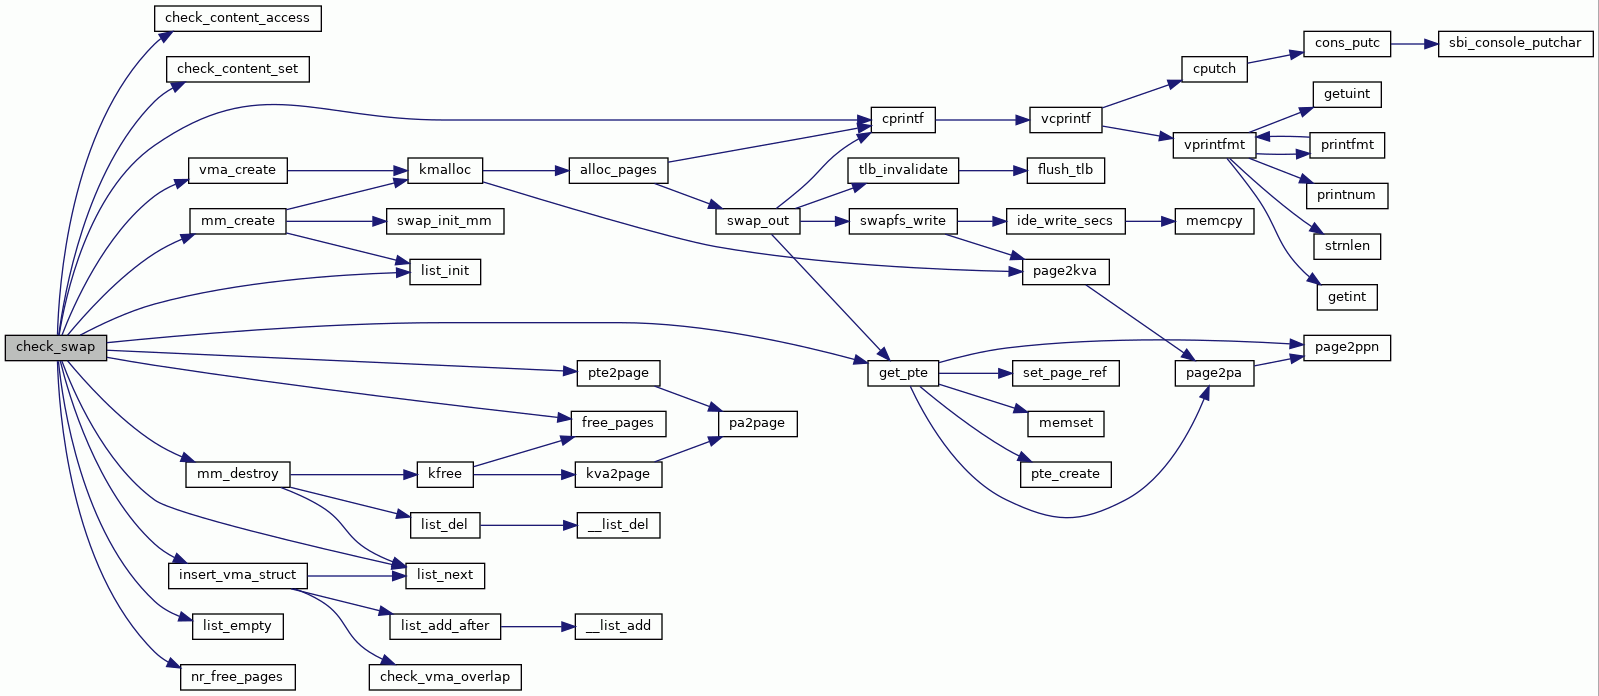 check_content_access
cons_putc
sbi_console_putchar
check_content_set
cputch
getuint
cprintf
vcprintf
vprintfmt
printfmt
vma_create
kmalloc
alloc_pages
tlb_invalidate
flush_tlb
printnum
mm_create
swap_init_mm
swap_out
swapfs_write
ide_write_secs
memcpy
strnlen
list_init
page2kva
getint
check_swap
page2ppn
pte2page
get_pte
set_page_ref
page2pa
free_pages
pa2page
memset
mm_destroy
kfree
kva2page
pte_create
list_del
__list_del
insert_vma_struct
list_next
list_empty
list_add_after
__list_add
nr_free_pages
check_vma_overlap